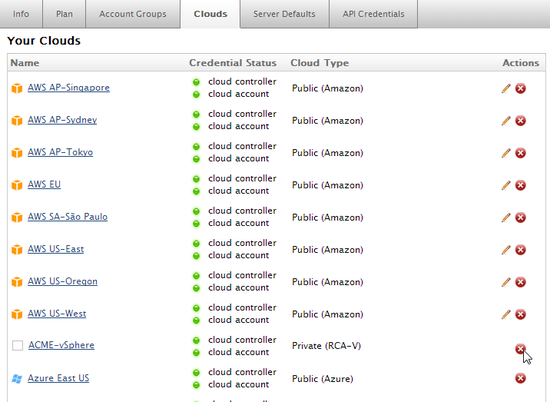 Info Plan Account Groups Clouds Server Defaults API Credentials
Your Clouds
Name Credential Status Cloud Type Actions
AWS AP-Singapore cloud controller Public (Amazon)
cloud account
AWS AP-Sydney cloud controller Public (Amazon)
cloud account
AWS AP-Tokyo cloud controller Public (Amazon)
cloud account
AWS EU cloud controller Public (Amazon)
cloud account
AWS SA-São Paulo cloud controller Public (Amazon)
cloud account
AWS US-East cloud controller Public (Amazon)
cloud account
AWS US-Oregon cloud controller Public (Amazon)
cloud account
AWS US-West cloud controller Public (Amazon)
cloud account
ACME-vSphere cloud controller Private (RCA-V)
cloud account
Azure East US cloud controller Public (Azure)
cloud account